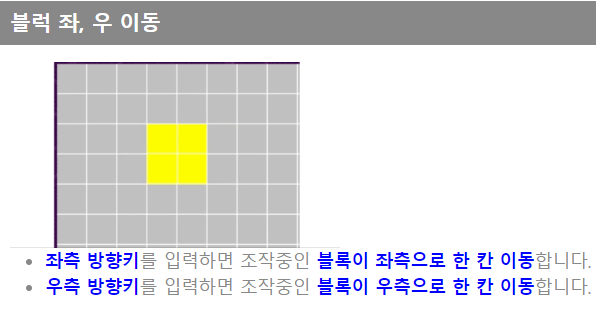 블럭 좌, 우 이동
좌측 방향키를 입력하면 조작중인 블록이 좌측으로 한 칸 이동합니다.
우측 방향키를 입력하면 조작중인 블록이 우측으로 한 칸 이동합니다.